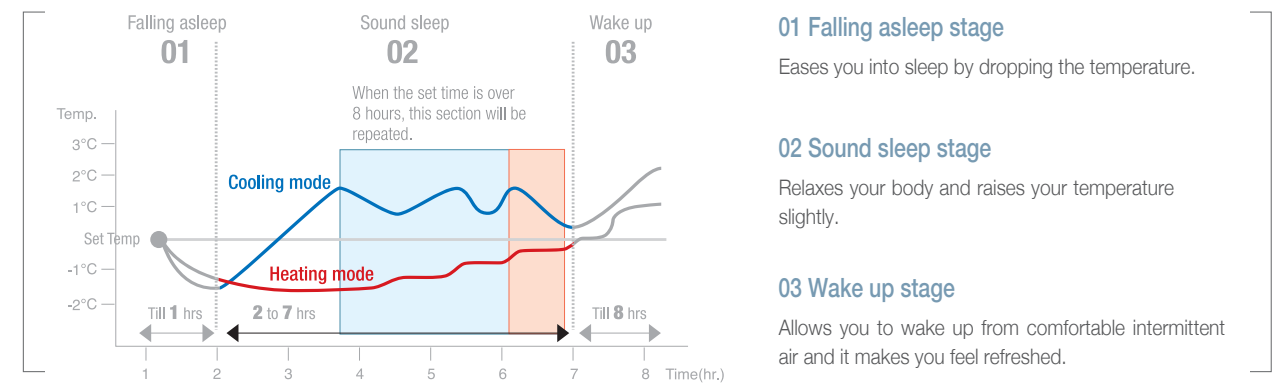 Falling asleep
01
Sound sleep
02
Wake up
03
When the set time is over
8 hours, this section will be
repeated.
Temp.
3°C
2°C
1°C
Set Temp
-1°C
-2°C
Cooling mode
Heating mode
Till 1 hrs
2 to 7 hrs
Till 8 hrs
1 2 3 4 5 6 7 8 Time(hr.)
01 Falling asleep stage
Eases you into sleep by dropping the temperature.
02 Sound sleep stage
Relaxes your body and raises your temperature
slightly.
03 Wake up stage
Allows you to wake up from comfortable intermittent
air and it makes you feel refreshed.